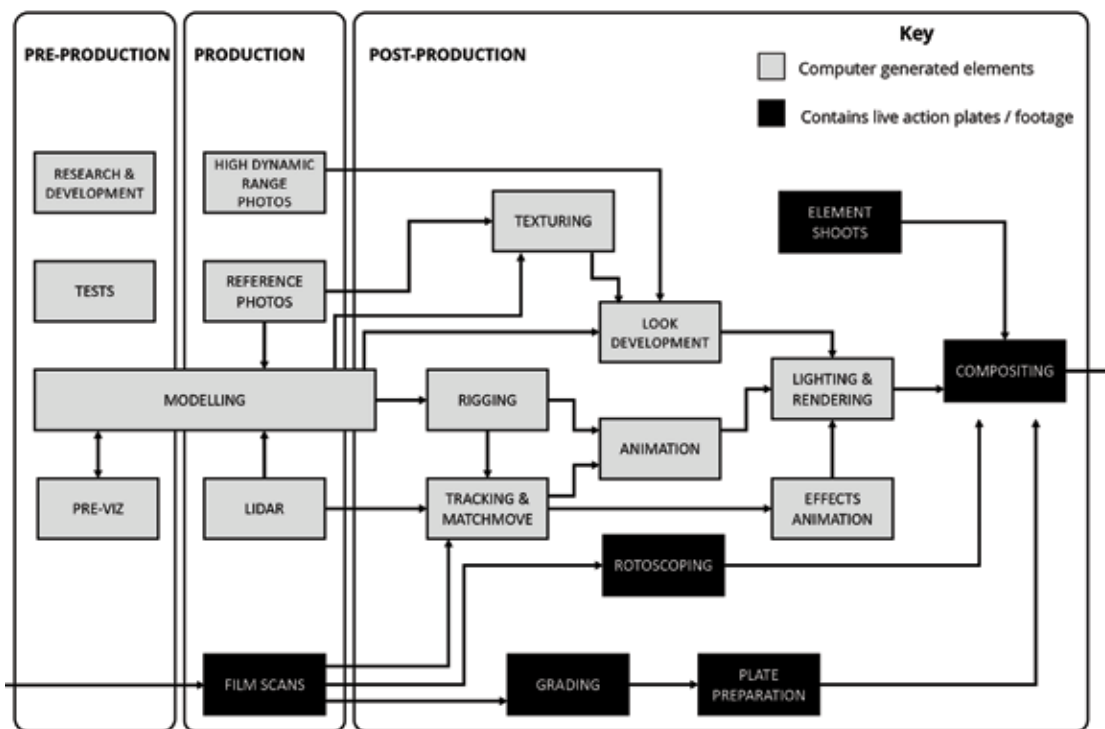 PRE-PRODUCTION
PRODUCTION
POST-PRODUCTION
Key
Computer generated elements
Contains live action plates / footage
RESEARCH &
DEVELOPMENT
HIGH DYNAMIC
RANGE
PHOTOS
TEXTURING
ELEMENT
SHOOTS
TESTS
REFERENCE
PHOTOS
LOOK
DEVELOPMENT
MODELLING
RIGGING
ANIMATION
LIGHTING &
RENDERING
COMPOSITING
PRE-VIZ
LIDAR
TRACKING &
MATCHMOVE
EFFECTS
ANIMATION
ROTOSCOPING
FILM SCANS
GRADING
PLATE
PREPARATION